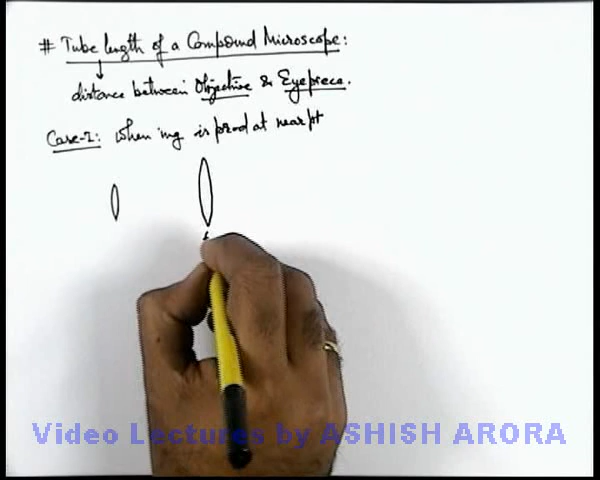 # Tube length of a Compound Microscope:
distance between Objective & Eyepiece.
Case-I: When img is prod at near pt
Video Lectures by ASHISH ARORA